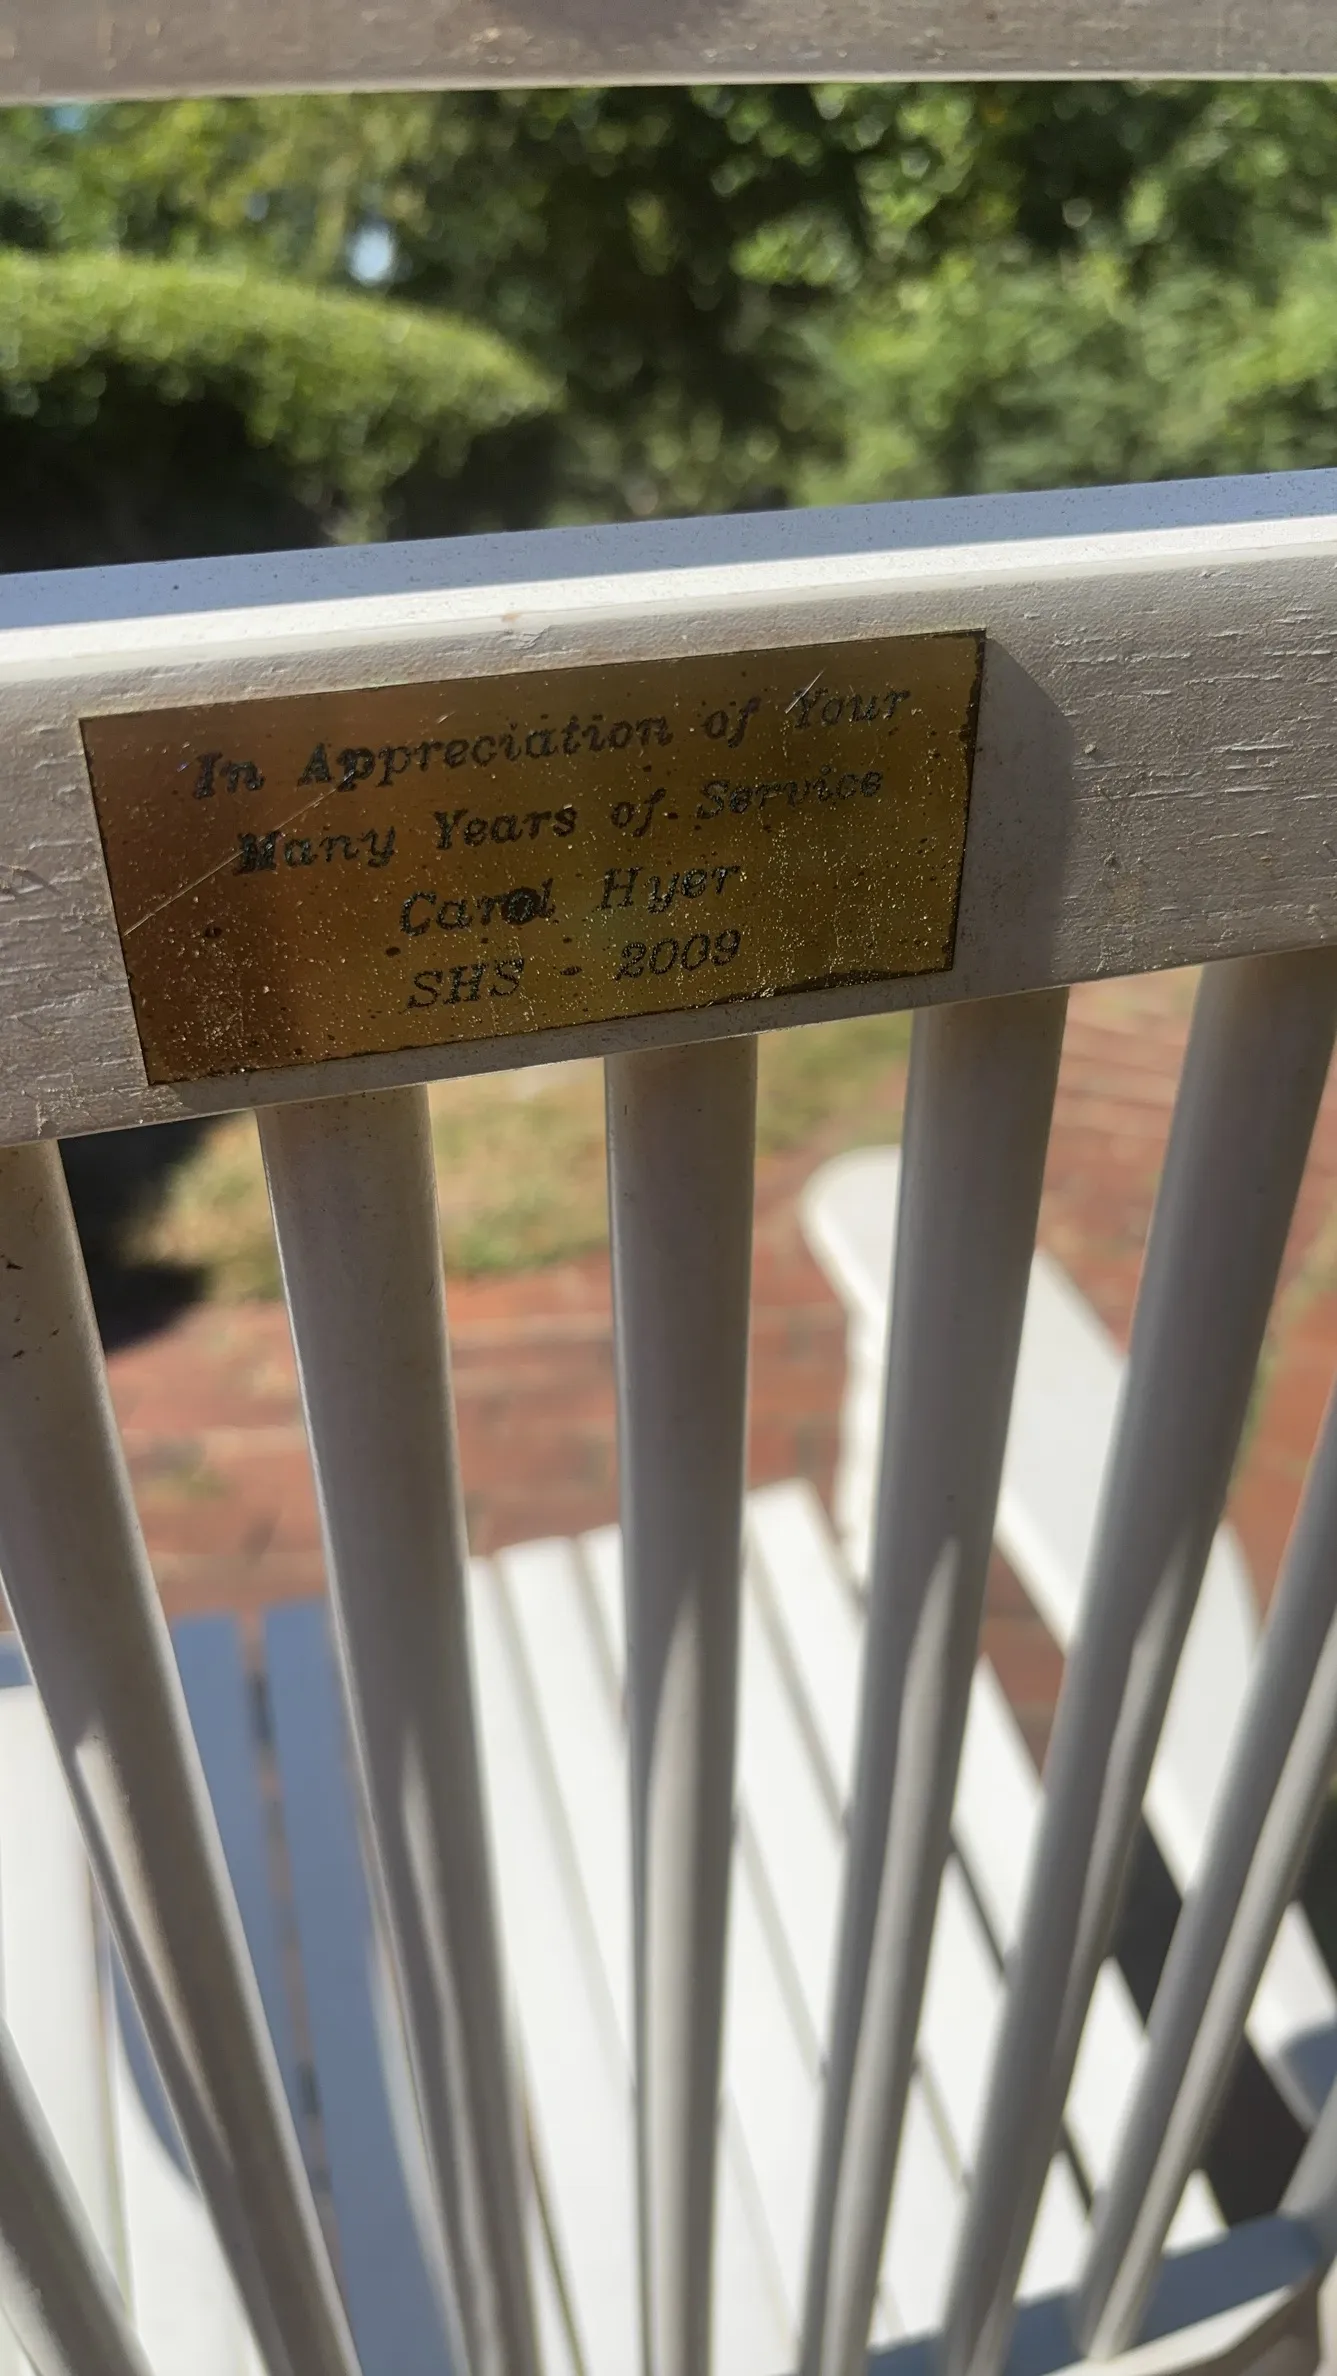 In Appreciation of Your
Many Years of Service
Carol Hyer
SHS - 2009